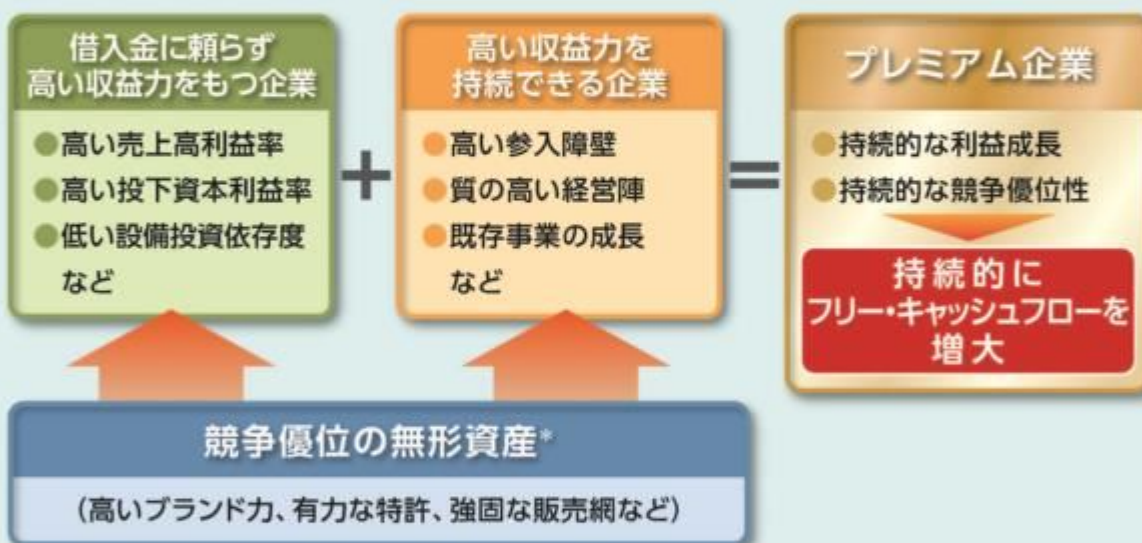 借入金に頼らず
高い収益力をもつ企業
●高い売上高利益率
●高い投下資本利益率
●低い設備投資依存度
など
+
高い収益力を
持続できる企業
●高い参入障壁
●質の高い経営陣
●既存事業の成長
など
=
プレミアム企業
●持続的な利益成長
●持続的な競争優位性
持続的に
フリー・キャッシュフローを
増大
競争優位の無形資産*
(高いブランド力、有力な特許、強固な販売網など)